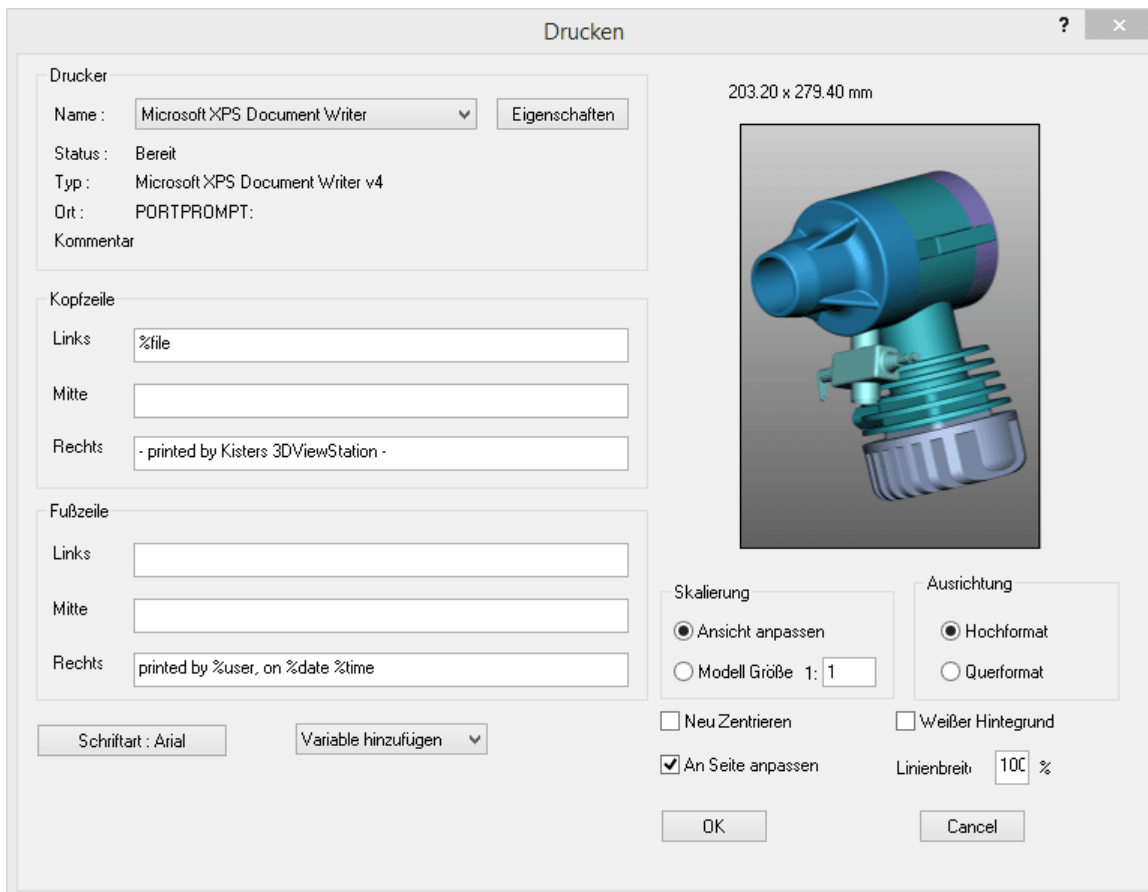 Drucken
?
Drucker
Name : Microsoft XPS Document Writer Eigenschaften
Status : Bereit
Typ : Microsoft XPS Document Writer v4
Ort : PORTPROMPT:
Kommentar
203.20 x 279.40 mm
Kopfzeile
Links %file
Mitte
Rechts - printed by Kisters 3DViewStation -
Fußzeile
Links
Mitte
Rechts printed by %user, on %date %time
Schriftart : Arial Variable hinzufügen
Skalierung
Ansicht anpassen
Modell Größe 1: 1
Ausrichtung
Hochformat
Querformat
Neu Zentrieren Weißer Hintegrund
An Seite anpassen Linienbreite 100 %
OK Cancel